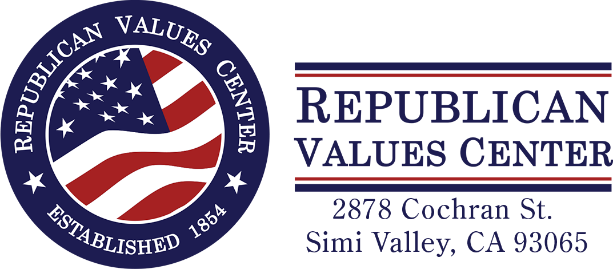 REPUBLICAN VALUES CENTER
ESTABLISHED 1854
REPUBLICAN
VALUES CENTER
2878 Cochran St.
Simi Valley, CA 93065